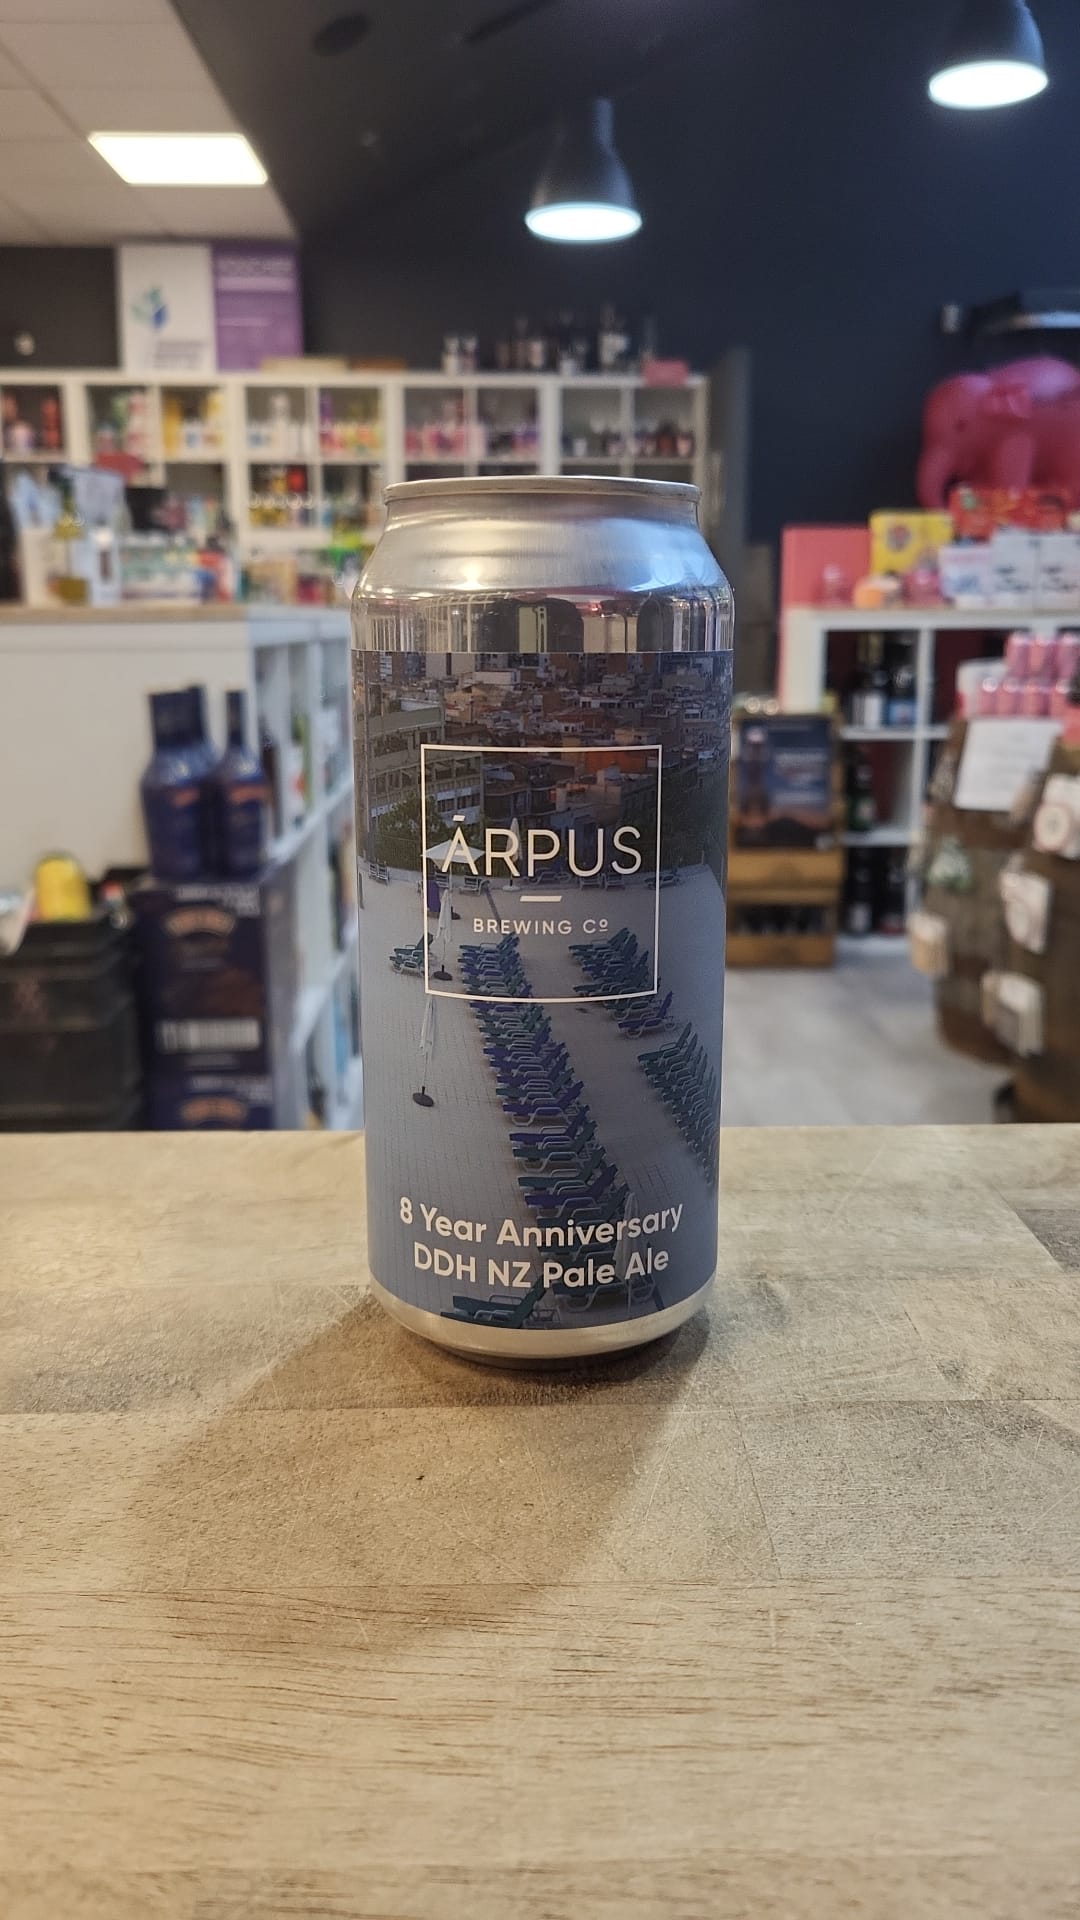 ĀRPUS
BREWING Cº
8 Year Anniversary
DDH NZ Pale Ale